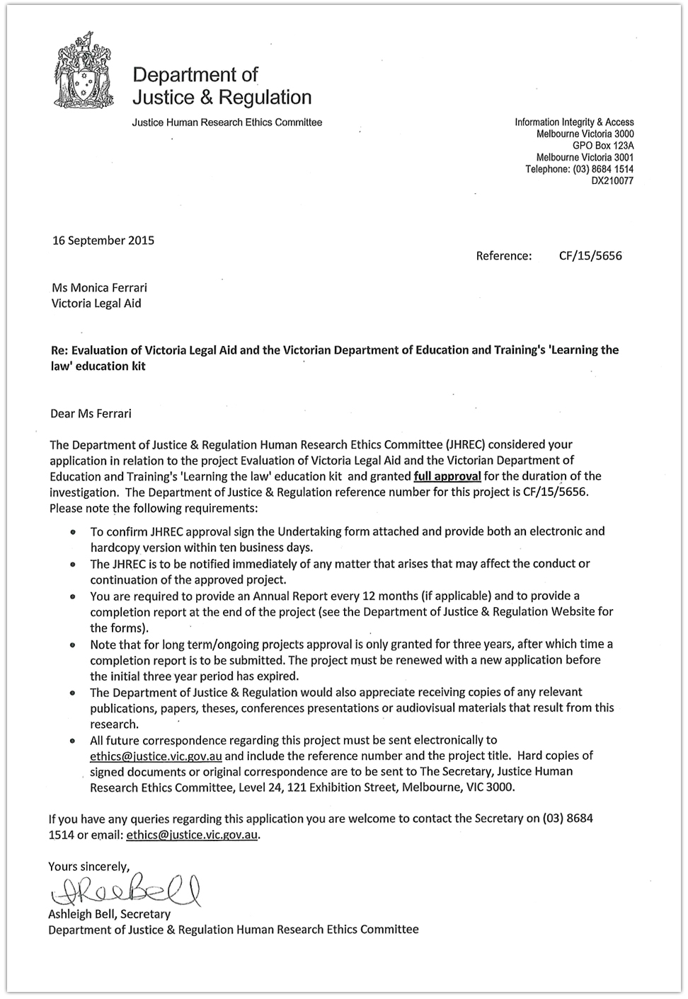 Department of
Justice & Regulation
Justice Human Research Ethics Committee
Information Integrity & Access
Melbourne Victoria 3000
GPO Box 123A
Melbourne Victoria 3001
Telephone: (03) 8684 1514
DX210077
16 September 2015
Reference: CF/15/5656
Ms Monica Ferrari
Victoria Legal Aid
Re: Evaluation of Victoria Legal Aid and the Victorian Department of Education and Training's 'Learning the
law' education kit
Dear Ms Ferrari
The Department of Justice & Regulation Human Research Ethics Committee (JHREC) considered your
application in relation to the project Evaluation of Victoria Legal Aid and the Victorian Department of
Education and Training's 'Learning the law' education kit and granted full approval for the duration of the
investigation. The Department of Justice & Regulation reference number for this project is CF/15/5656.
Please note the following requirements:
• To confirm JHREC approval sign the Undertaking form attached and provide both an electronic and
hardcopy version within ten business days.
• The JHREC is to be notified immediately of any matter that arises that may affect the conduct or
continuation of the approved project.
• You are required to provide an Annual Report every 12 months (if applicable) and to provide a
completion report at the end of the project (see the Department of Justice & Regulation Website for
the forms).
• Note that for long term/ongoing projects approval is only granted for three years, after which time a
completion report is to be submitted. The project must be renewed with a new application before
the initial three year period has expired.
• The Department of Justice & Regulation would also appreciate receiving copies of any relevant
publications, papers, theses, conferences presentations or audiovisual materials that result from this
research.
• All future correspondence regarding this project must be sent electronically to
ethics@justice.vic.gov.au and include the reference number and the project title. Hard copies of
signed documents or original correspondence are to be sent to The Secretary, Justice Human
Research Ethics Committee, Level 24, 121 Exhibition Street, Melbourne, VIC 3000.
If you have any queries regarding this application you are welcome to contact the Secretary on (03) 8684
1514 or email: ethics@justice.vic.gov.au.
Yours sincerely,
Ashleigh Bell, Secretary
Department of Justice & Regulation Human Research Ethics Committee